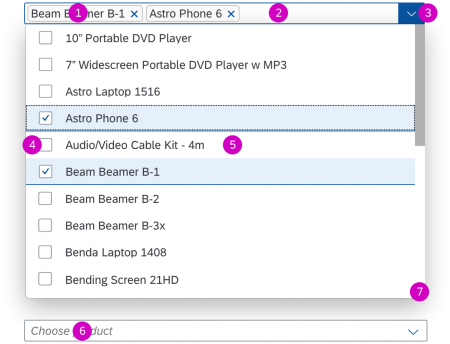 Beam B 1 mer B-1 × Astro Phone 6 × 2 3
10" Portable DVD Player
7" Widescreen Portable DVD Player w MP3
Astro Laptop 1516
Astro Phone 6
4 Audio/Video Cable Kit - 4m 5
Beam Beamer B-1
Beam Beamer B-2
Beam Beamer B-3x
Benda Laptop 1408
Bending Screen 21HD
7
Choose 6 duct